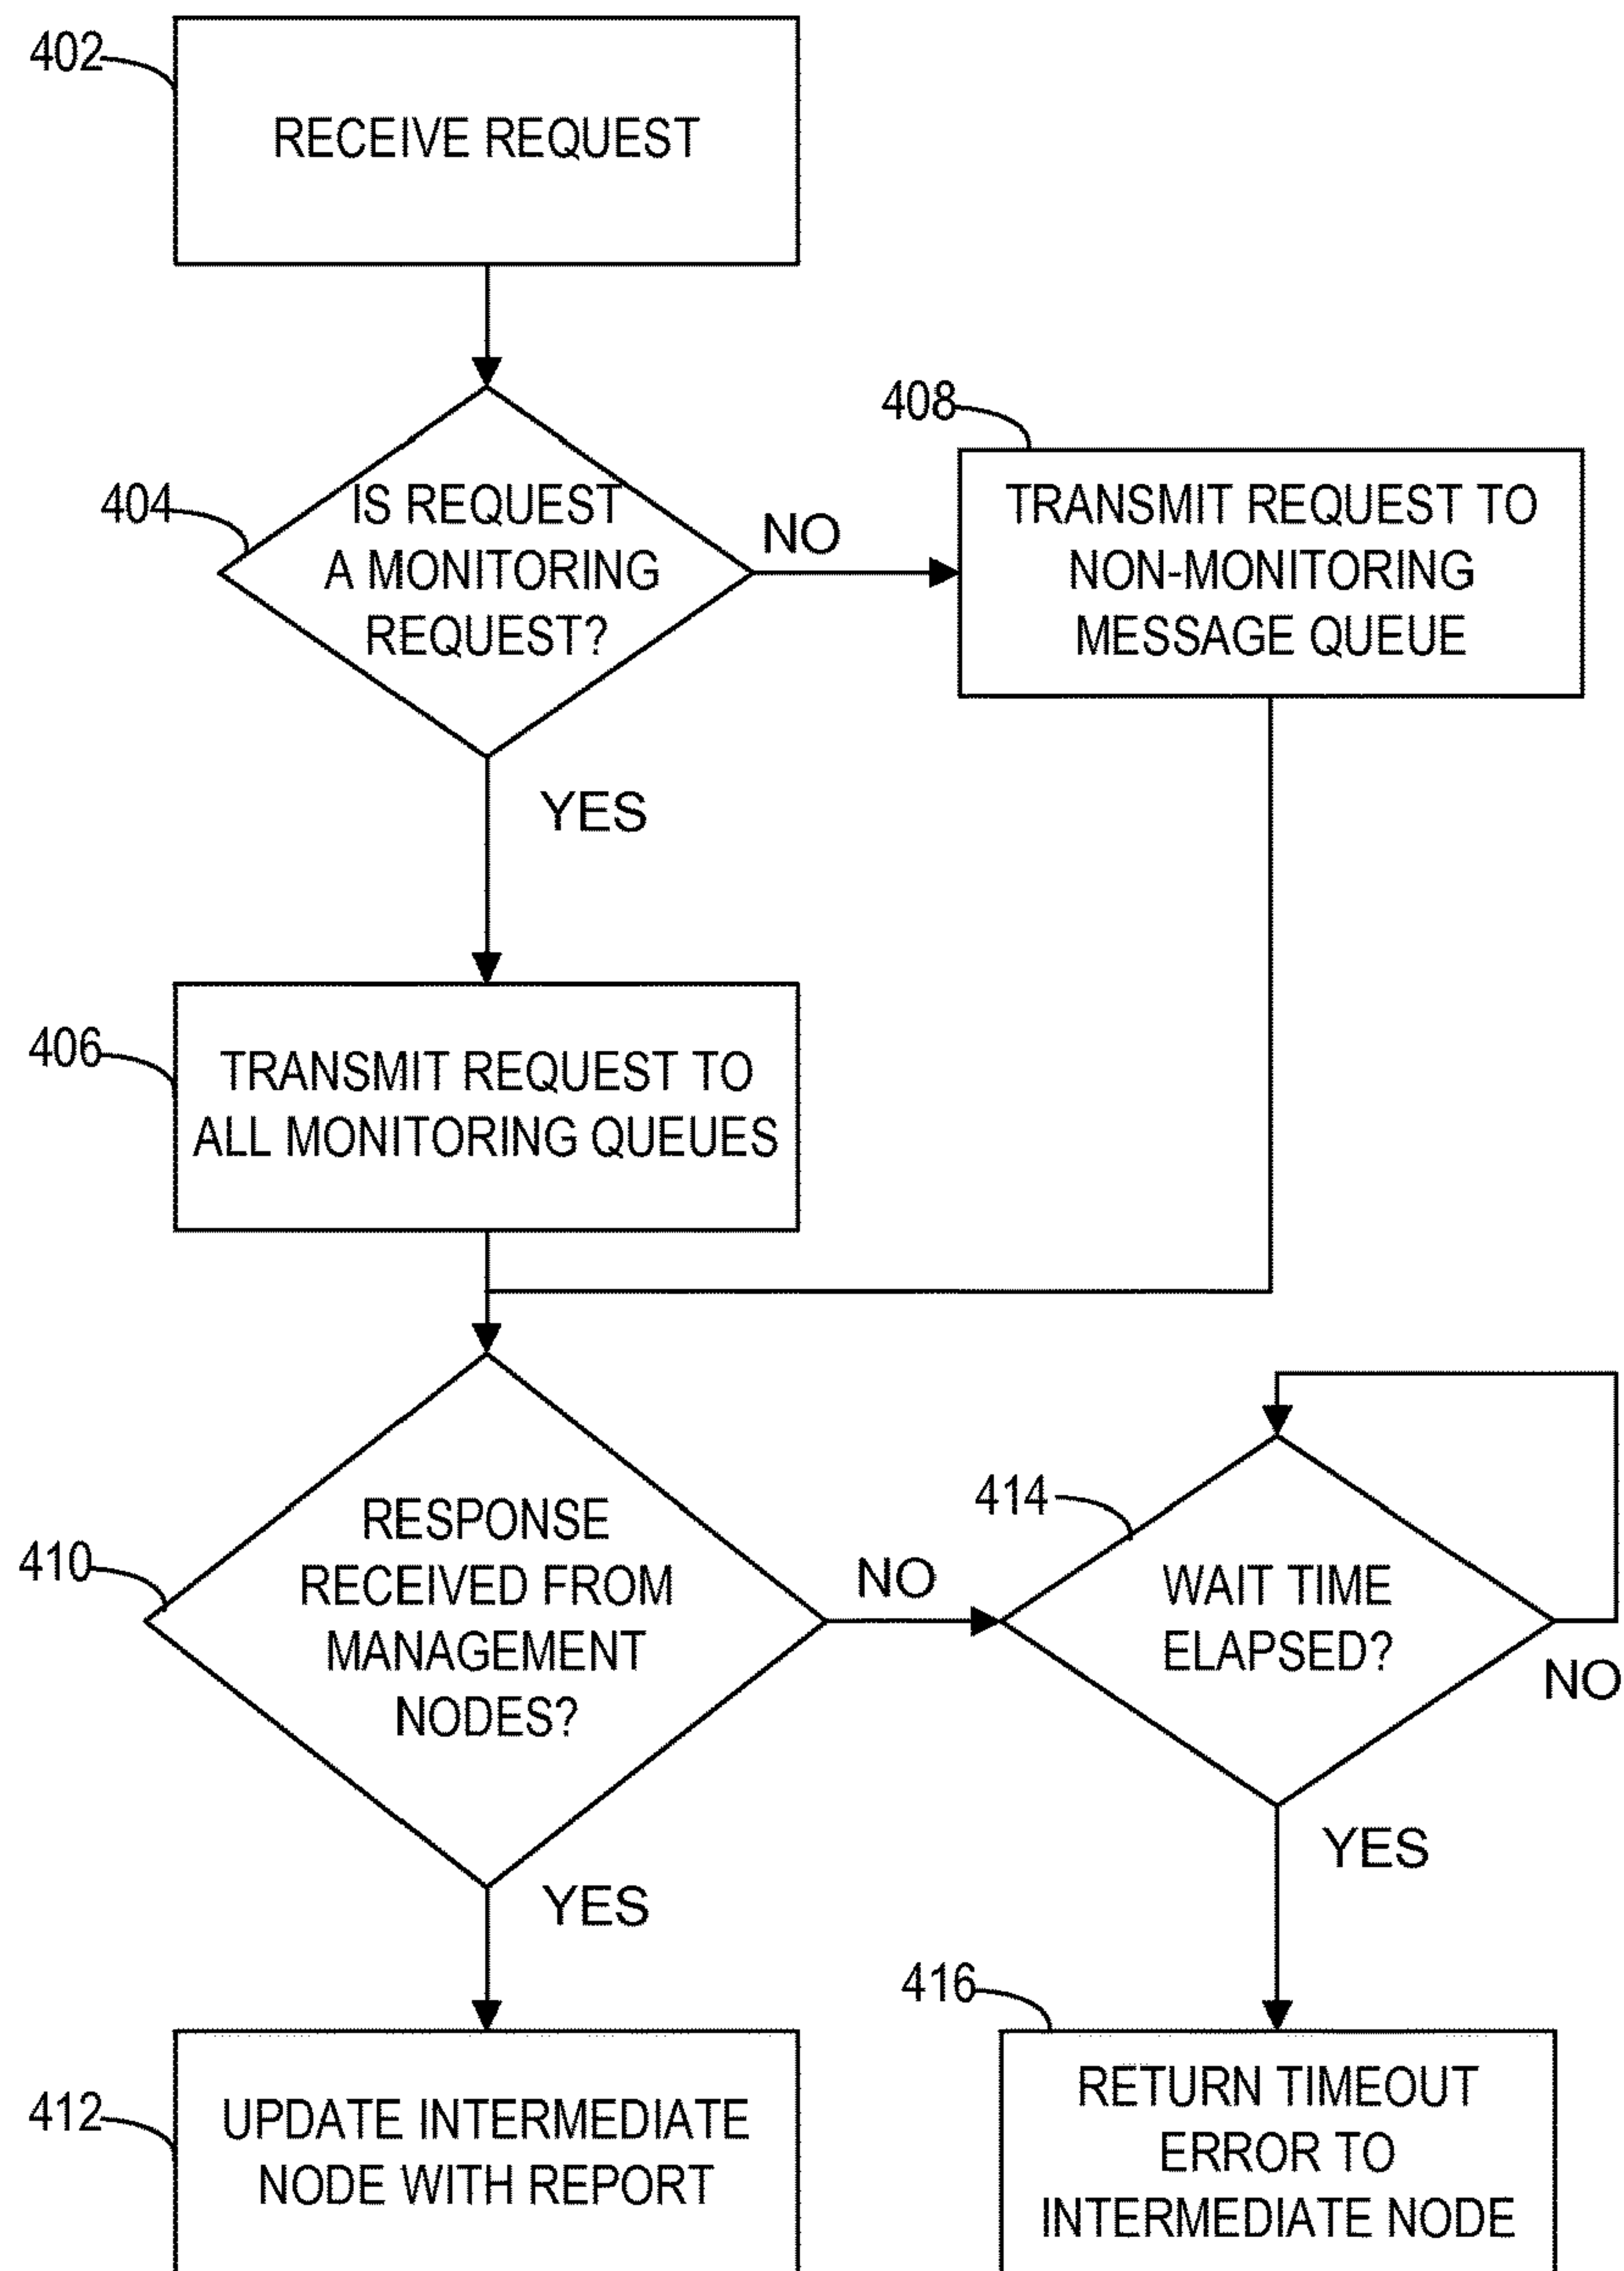 402
RECEIVE REQUEST
404
IS REQUEST
A MONITORING
REQUEST?
NO
408
TRANSMIT REQUEST TO
NON-MONITORING
MESSAGE QUEUE
YES
406
TRANSMIT REQUEST TO
ALL MONITORING QUEUES
410
RESPONSE
RECEIVED FROM
MANAGEMENT
NODES?
NO
414
WAIT TIME
ELAPSED?
NO
YES
YES
412
UPDATE INTERMEDIATE
NODE WITH REPORT
416
RETURN TIMEOUT
ERROR TO
INTERMEDIATE NODE